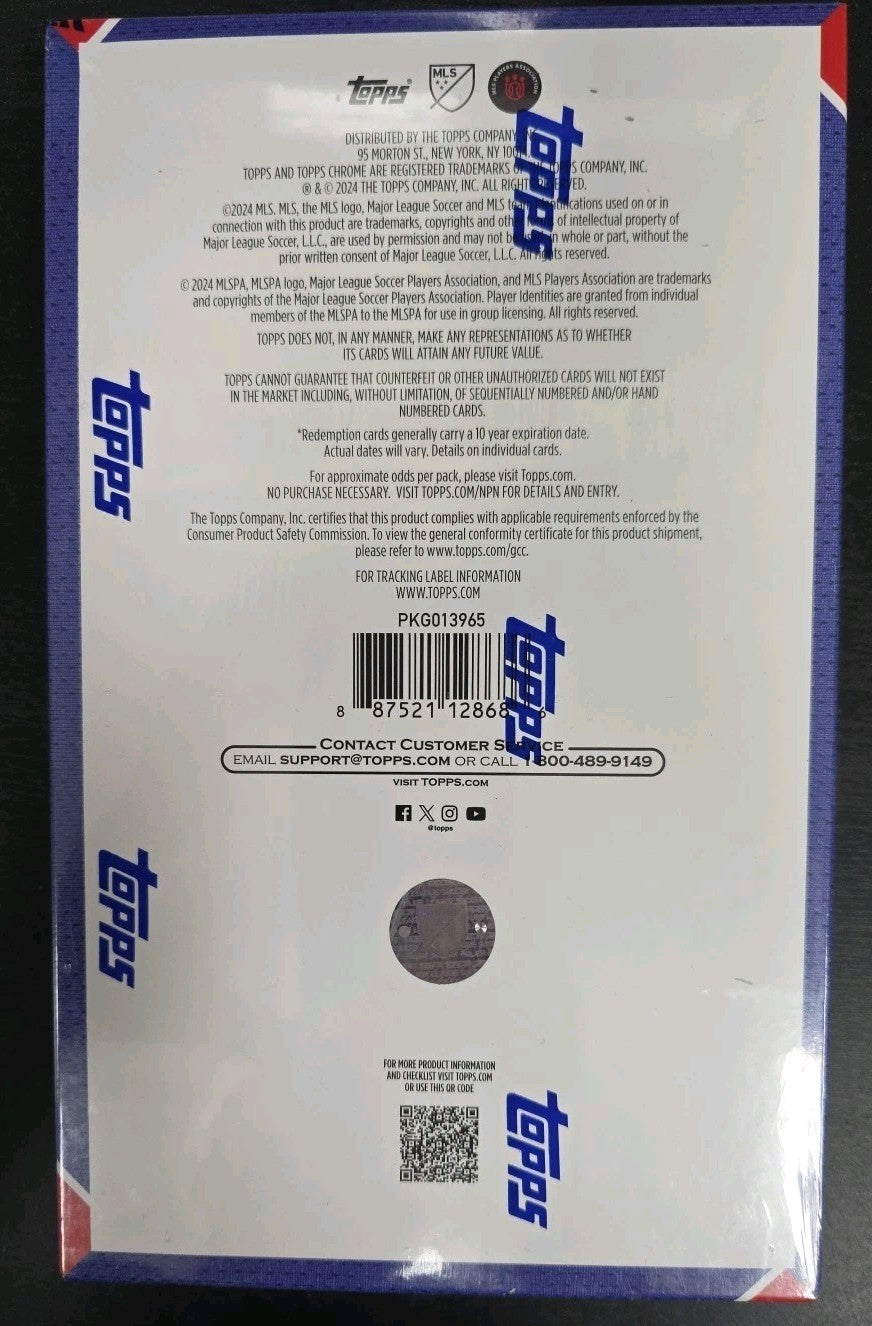 TOPPS
MLS
MLS PLAYERS ASSOCIATION
DISTRIBUTED BY THE TOPPS COMPANY,
95 MORTON ST., NEW YORK, NY
TOPPS AND TOPPS CHROME ARE REGISTERED TRADEMARKS COMPANY, INC.
® & © 2024 THE TOPPS COMPANY, INC. ALL
©2024 MLS. MLS, the MLS logo, Major League Soccer and MLS used on or in
connection with this product are trademarks, copyrights and of intellectual property of
Major League Soccer, L.L.C., are used by permission and may not in whole or part, without the
prior written consent of Major League Soccer, L.L.C. All rights reserved.
© 2024 MLSPA, MLSPA logo, Major League Soccer Players Association, and MLS Players Association are trademarks
and copyrights of the Major League Soccer Players Association. Player Identities are granted from individual
members of the MLSPA to the MLSPA for use in group licensing. All rights reserved.
TOPPS DOES NOT, IN ANY MANNER, MAKE ANY REPRESENTATIONS AS TO WHETHER
ITS CARDS WILL ATTAIN ANY FUTURE VALUE.
TOPPS CANNOT GUARANTEE THAT COUNTERFEIT OR OTHER UNAUTHORIZED CARDS WILL NOT EXIST
IN THE MARKET INCLUDING, WITHOUT LIMITATION, OF SEQUENTIALLY NUMBERED AND/OR HAND
NUMBERED CARDS.
*Redemption cards generally carry a 10 year expiration date.
Actual dates will vary. Details on individual cards.
For approximate odds per pack, please visit Topps.com.
NO PURCHASE NECESSARY. VISIT TOPPS.COM/NPN FOR DETAILS AND ENTRY.
The Topps Company, Inc. certifies that this product complies with applicable requirements enforced by the
Consumer Product Safety Commission. To view the general conformity certificate for this product shipment,
please refer to www.topps.com/gcc.
FOR TRACKING LABEL INFORMATION
WWW.TOPPS.COM
PKG013965
8 87521 12868 6
CONTACT CUSTOMER SERVICE
EMAIL SUPPORT@TOPPS.COM OR CALL 1-800-489-9149
VISIT TOPPS.COM
@topps
FOR MORE PRODUCT INFORMATION
AND CHECKLIST VISIT TOPPS.COM
OR USE THIS QR CODE
TOPPS
TOPPS
TOPPS
TOPPS
TOPPS